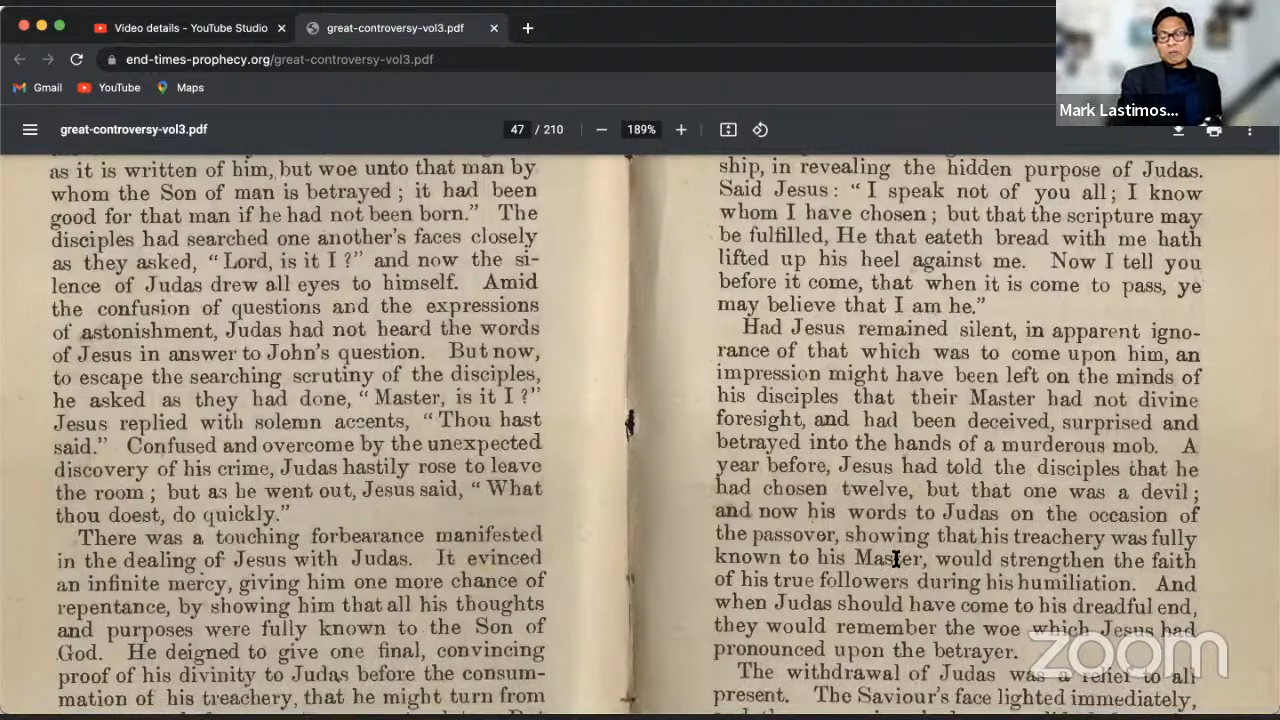 Video details - YouTube Studio
great-controversy-vol3.pdf
end-times-prophecy.org/great-controversy-vol3.pdf
Gmail
YouTube
Maps
great-controversy-vol3.pdf
47 / 210
189%
Mark Lastimos...
as it is written of him, but woe unto that man by
whom the Son of man is betrayed ; it had been
good for that man if he had not been born.” The
disciples had searched one another's faces closely
as they asked, “ Lord, is it I ?” and now the si-
lence of Judas drew all eyes to himself. Amid
the confusion of questions and the expressions
of astonishment, Judas had not heard the words
of Jesus in answer to John's question. But now,
to escape the searching scrutiny of the disciples,
he asked as they had done, “ Master, is it I ?”
Jesus replied with solemn accents, “ Thou hast
said.” Confused and overcome by the unexpected
discovery of his crime, Judas hastily rose to leave
the room ; but as he went out, Jesus said, “ What
thou doest, do quickly.”
There was a touching forbearance manifested
in the dealing of Jesus with Judas. It evinced
an infinite mercy, giving him one more chance of
repentance, by showing him that all his thoughts
and purposes were fully known to the Son of
God. He deigned to give one final, convincing
proof of his divinity to Judas before the consum-
mation of his treachery, that he might turn from
ship, in revealing the hidden purpose of Judas.
Said Jesus : “ I speak not of you all ; I know
whom I have chosen ; but that the scripture may
be fulfilled, He that eateth bread with me hath
lifted up his heel against me. Now I tell you
before it come, that when it is come to pass, ye
may believe that I am he.”
Had Jesus remained silent, in apparent igno-
rance of that which was to come upon him, an
impression might have been left on the minds of
his disciples that their Master had not divine
foresight, and had been deceived, surprised and
betrayed into the hands of a murderous mob. A
year before, Jesus had told the disciples that he
had chosen twelve, but that one was a devil ;
and now his words to Judas on the occasion of
the passover, showing that his treachery was fully
known to his Master, would strengthen the faith
of his true followers during his humiliation. And
when Judas should have come to his dreadful end,
they would remember the woe which Jesus had
pronounced upon the betrayer.
The withdrawal of Judas was a relief to all
present. The Saviour's face lighted immediately,
zoom